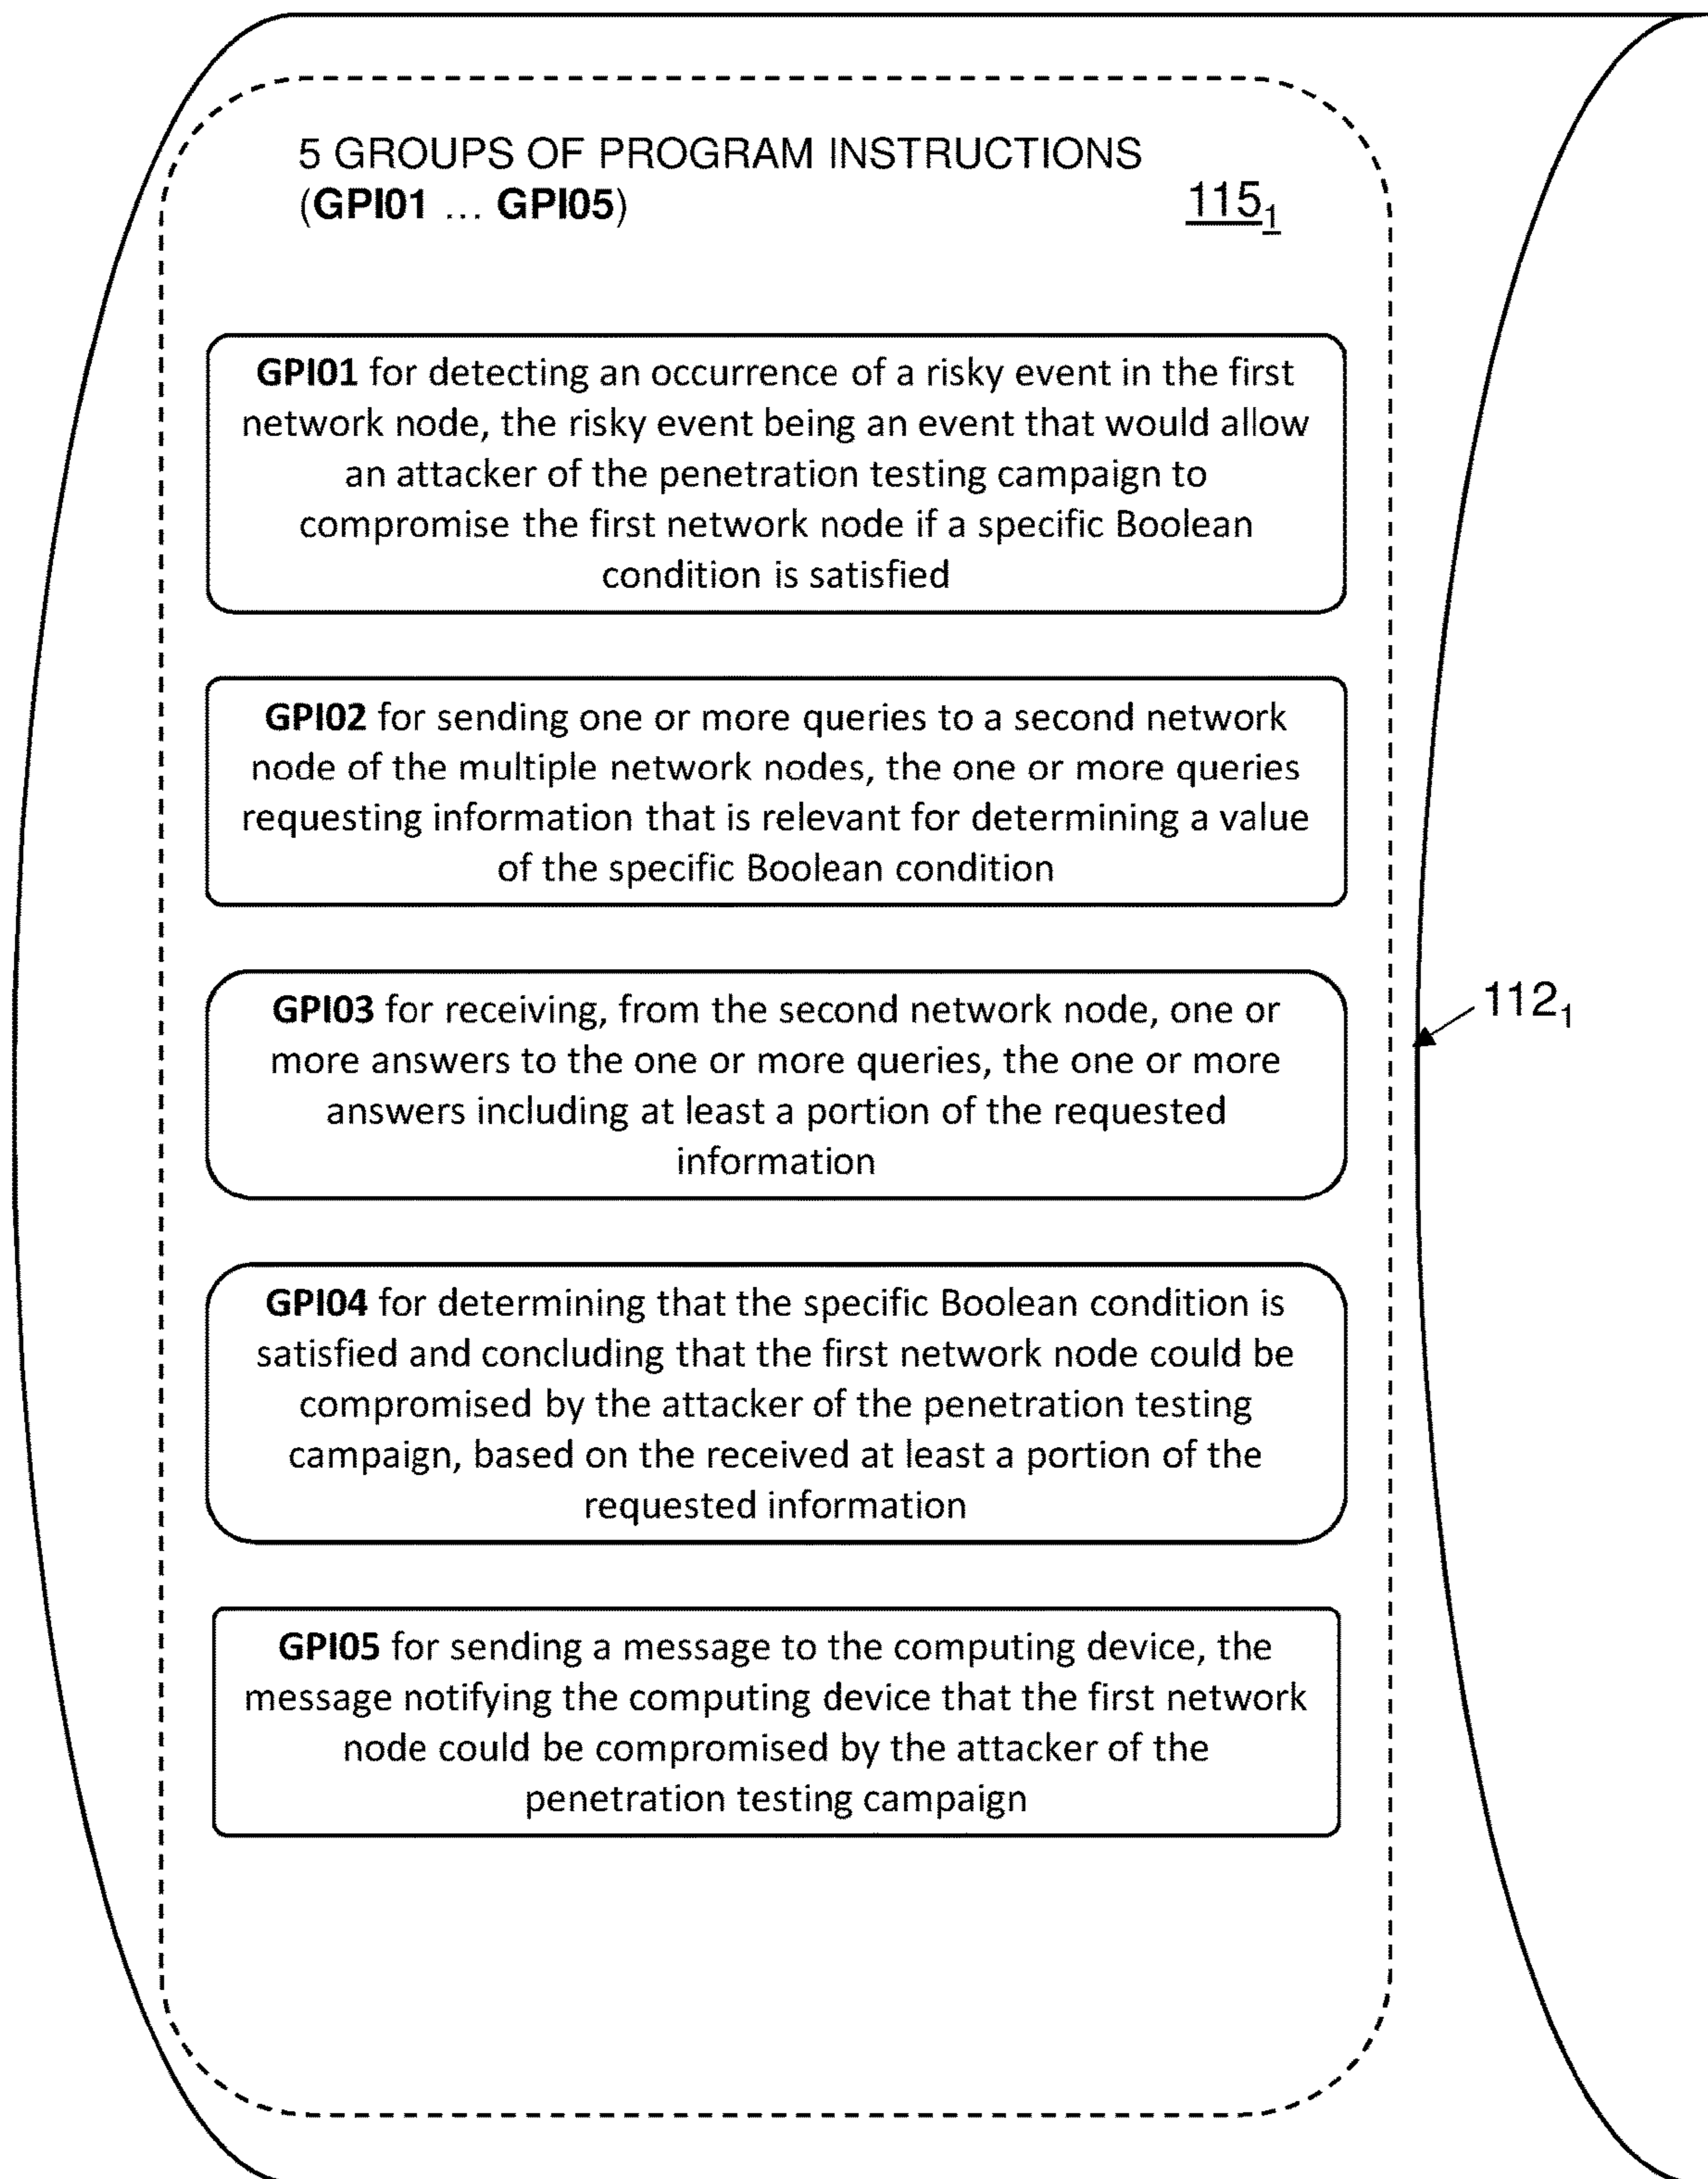 5 GROUPS OF PROGRAM INSTRUCTIONS
(GPI01 ... GPI05)
115₁
GPI01 for detecting an occurrence of a risky event in the first
network node, the risky event being an event that would allow
an attacker of the penetration testing campaign to
compromise the first network node if a specific Boolean
condition is satisfied
GPI02 for sending one or more queries to a second network
node of the multiple network nodes, the one or more queries
requesting information that is relevant for determining a value
of the specific Boolean condition
GPI03 for receiving, from the second network node, one or
more answers to the one or more queries, the one or more
answers including at least a portion of the requested
information
112₁
GPI04 for determining that the specific Boolean condition is
satisfied and concluding that the first network node could be
compromised by the attacker of the penetration testing
campaign, based on the received at least a portion of the
requested information
GPI05 for sending a message to the computing device, the
message notifying the computing device that the first network
node could be compromised by the attacker of the
penetration testing campaign